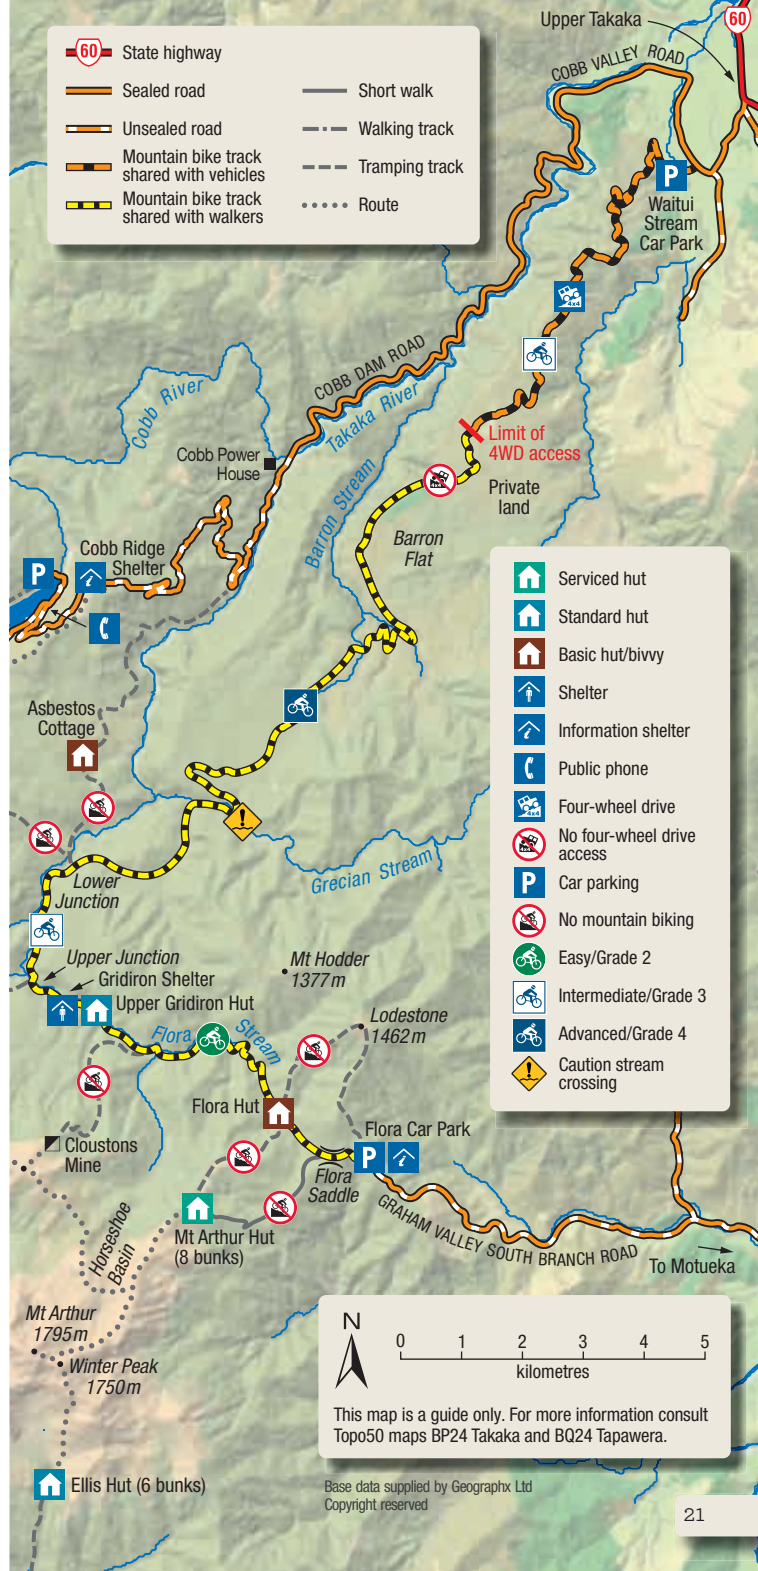 60
Upper Takaka
60
State highway
Sealed road
Unsealed road
Mountain bike track
shared with vehicles
Mountain bike track
shared with walkers
Short walk
Walking track
Tramping track
Route
COBB VALLEY ROAD
P
Waitui
Stream
Car Park
4x4
COBB DAM ROAD
Takaka River
Cobb River
Limit of
4WD access
Cobb Power
House
Private
land
Barron Stream
Barron
Flat
Cobb Ridge
Shelter
P
Serviced hut
Standard hut
Basic hut/bivvy
Shelter
Information shelter
Public phone
4x4
Four-wheel drive
No four-wheel drive
access
P
Car parking
No mountain biking
Easy/Grade 2
Intermediate/Grade 3
Advanced/Grade 4
Caution stream
crossing
Asbestos
Cottage
Grecian Stream
Lower
Junction
Upper Junction
Gridiron Shelter
Upper Gridiron Hut
Mt Hodder
1377 m
Lodestone
1462 m
Flora Stream
Flora Hut
Flora Car Park
P
Cloustons
Mine
Flora
Saddle
Horseshoe
Basin
Mt Arthur Hut
(8 bunks)
GRAHAM VALLEY SOUTH BRANCH ROAD
To Motueka
Mt Arthur
1795 m
Winter Peak
1750 m
N
0 1 2 3 4 5
kilometres
This map is a guide only. For more information consult
Topo50 maps BP24 Takaka and BQ24 Tapawera.
Ellis Hut (6 bunks)
Base data supplied by Geographx Ltd
Copyright reserved
21